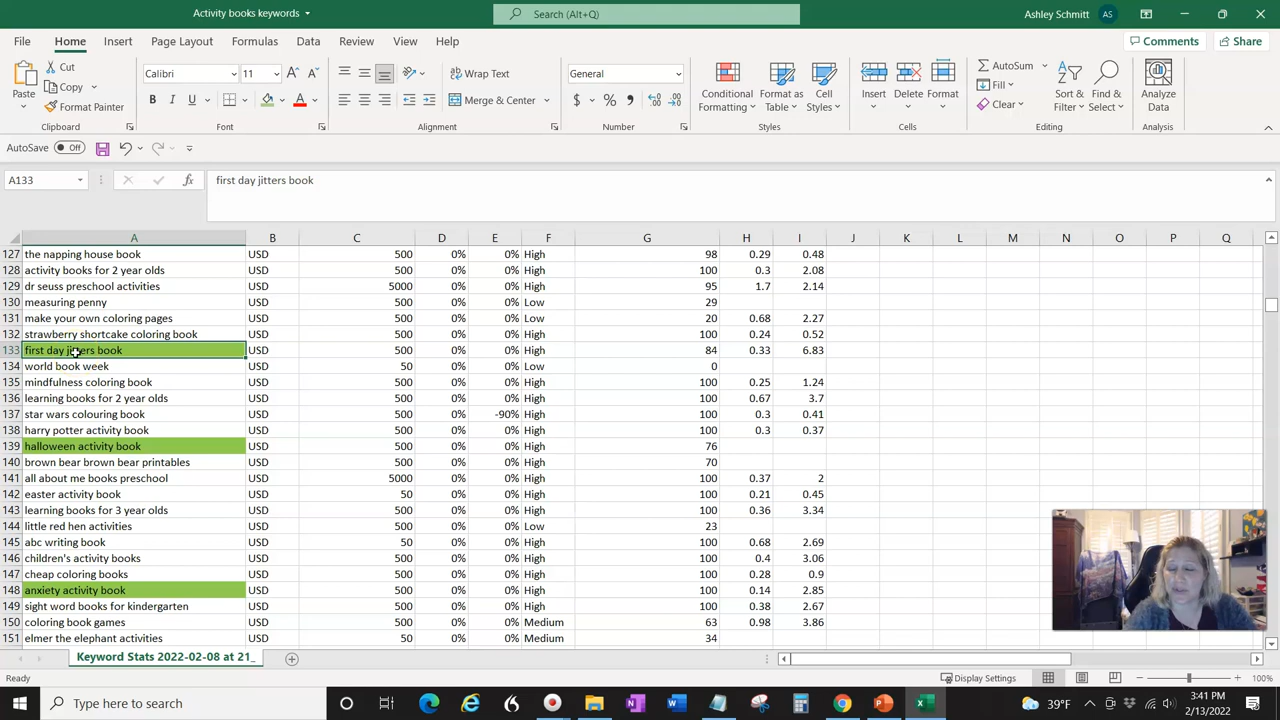 Activity books keywords
Search (Alt+Q)
Ashley Schmitt AS
File Home Insert Page Layout Formulas Data Review View Help
Comments Share
Paste
Cut
Copy
Format Painter
Clipboard
Calibri 11
B I U
Font
Wrap Text
Merge & Center
Alignment
General
$ % ,
Number
Conditional Formatting
Format as Table
Cell Styles
Styles
Insert Delete Format
Cells
AutoSum
Fill
Clear
Sort & Filter
Find & Select
Editing
Analyze Data
Analysis
AutoSave Off
A133 fx first day jitters book
A B C D E F G H I J K L M N O P Q
127 the napping house book USD 500 0% 0% High 98 0.29 0.48
128 activity books for 2 year olds USD 500 0% 0% High 100 0.3 2.08
129 dr seuss preschool activities USD 5000 0% 0% High 95 1.7 2.14
130 measuring penny USD 500 0% 0% Low 29
131 make your own coloring pages USD 500 0% 0% Low 20 0.68 2.27
132 strawberry shortcake coloring book USD 500 0% 0% High 100 0.24 0.52
133 first day jitters book USD 500 0% 0% High 84 0.33 6.83
134 world book week USD 50 0% 0% Low 0
135 mindfulness coloring book USD 500 0% 0% High 100 0.25 1.24
136 learning books for 2 year olds USD 500 0% 0% High 100 0.67 3.7
137 star wars colouring book USD 500 0% -90% High 100 0.3 0.41
138 harry potter activity book USD 500 0% 0% High 100 0.3 0.37
139 halloween activity book USD 500 0% 0% High 76
140 brown bear brown bear printables USD 500 0% 0% High 70
141 all about me books preschool USD 5000 0% 0% High 100 0.37 2
142 easter activity book USD 50 0% 0% High 100 0.21 0.45
143 learning books for 3 year olds USD 500 0% 0% High 100 0.36 3.34
144 little red hen activities USD 500 0% 0% Low 23
145 abc writing book USD 500 0% 0% High 100 0.68 2.69
146 children's activity books USD 500 0% 0% High 100 0.4 3.06
147 cheap coloring books USD 500 0% 0% High 100 0.28 0.9
148 anxiety activity book USD 500 0% 0% High 100 0.14 2.85
149 sight word books for kindergarten USD 500 0% 0% High 100 0.38 2.67
150 coloring book games USD 500 0% 0% Medium 63 0.98 3.86
151 elmer the elephant activities USD 50 0% 0% Medium 34
Keyword Stats 2022-02-08 at 21_
Ready Display Settings 100%
Type here to search
39°F
3:41 PM
2/13/2022